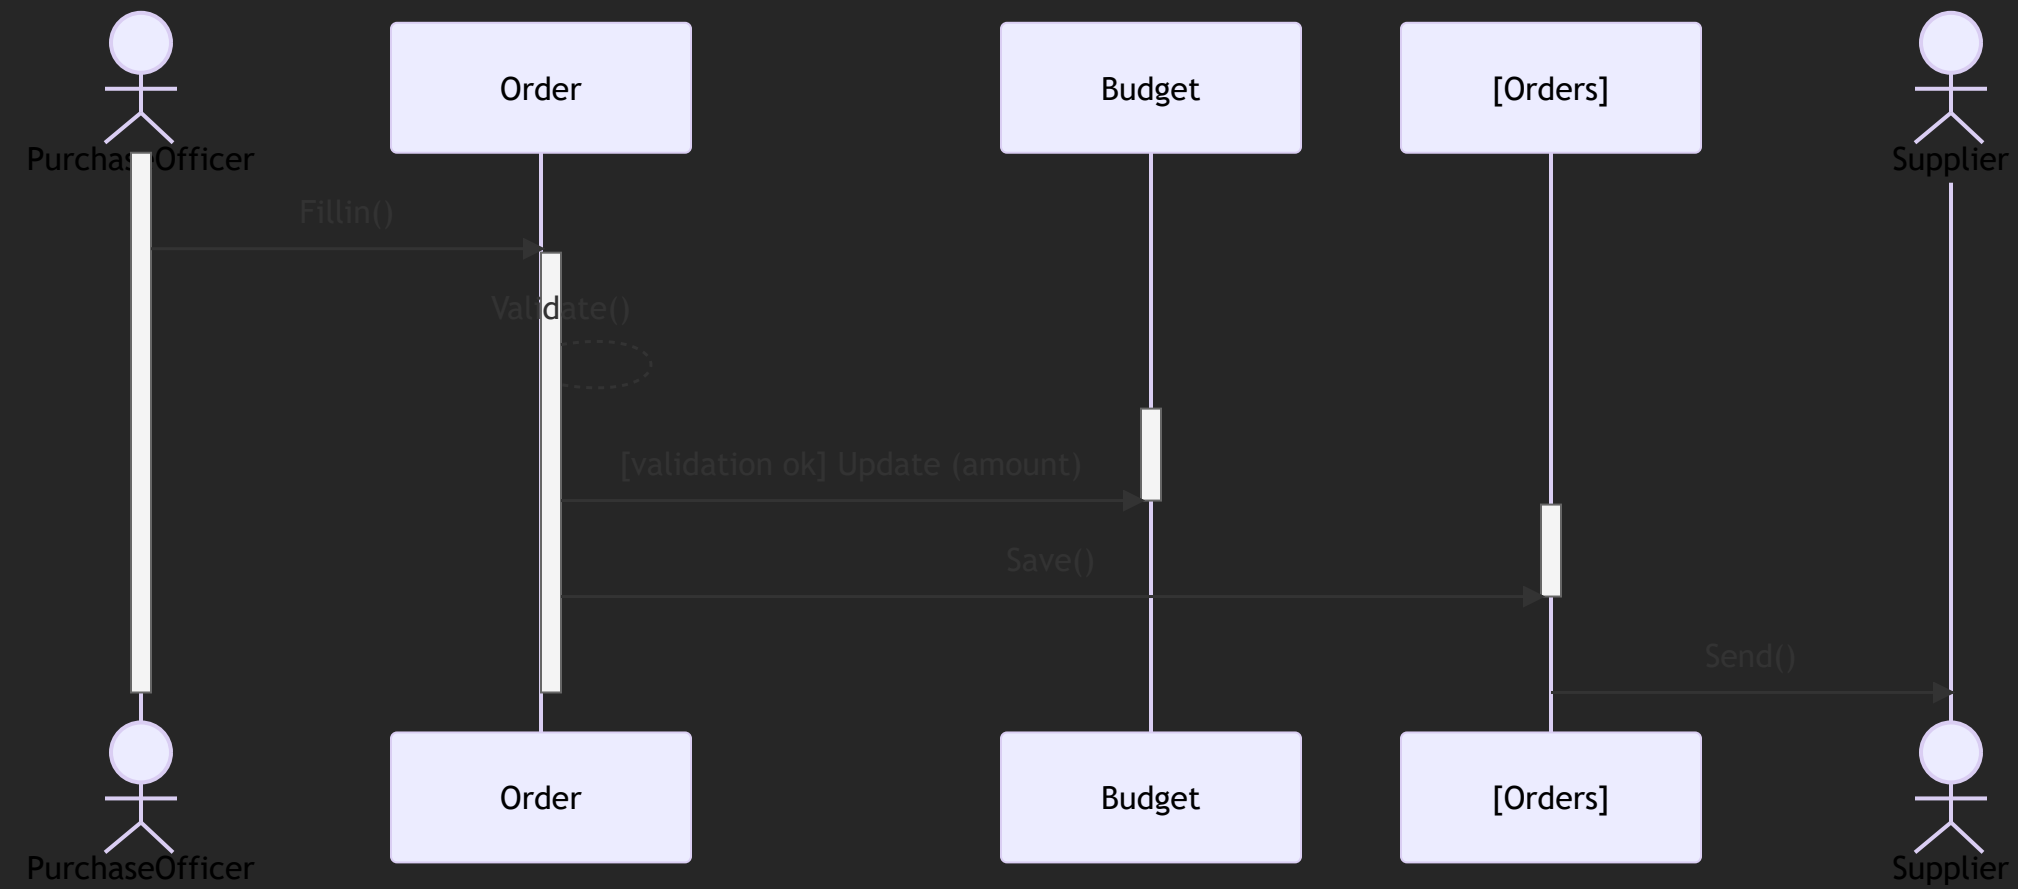 Order
Budget
[Orders]
PurchaseOfficer
Supplier
Fillin()
Validate()
[validation ok] Update (amount)
Save()
Send()
Order
Budget
[Orders]
PurchaseOfficer
Supplier